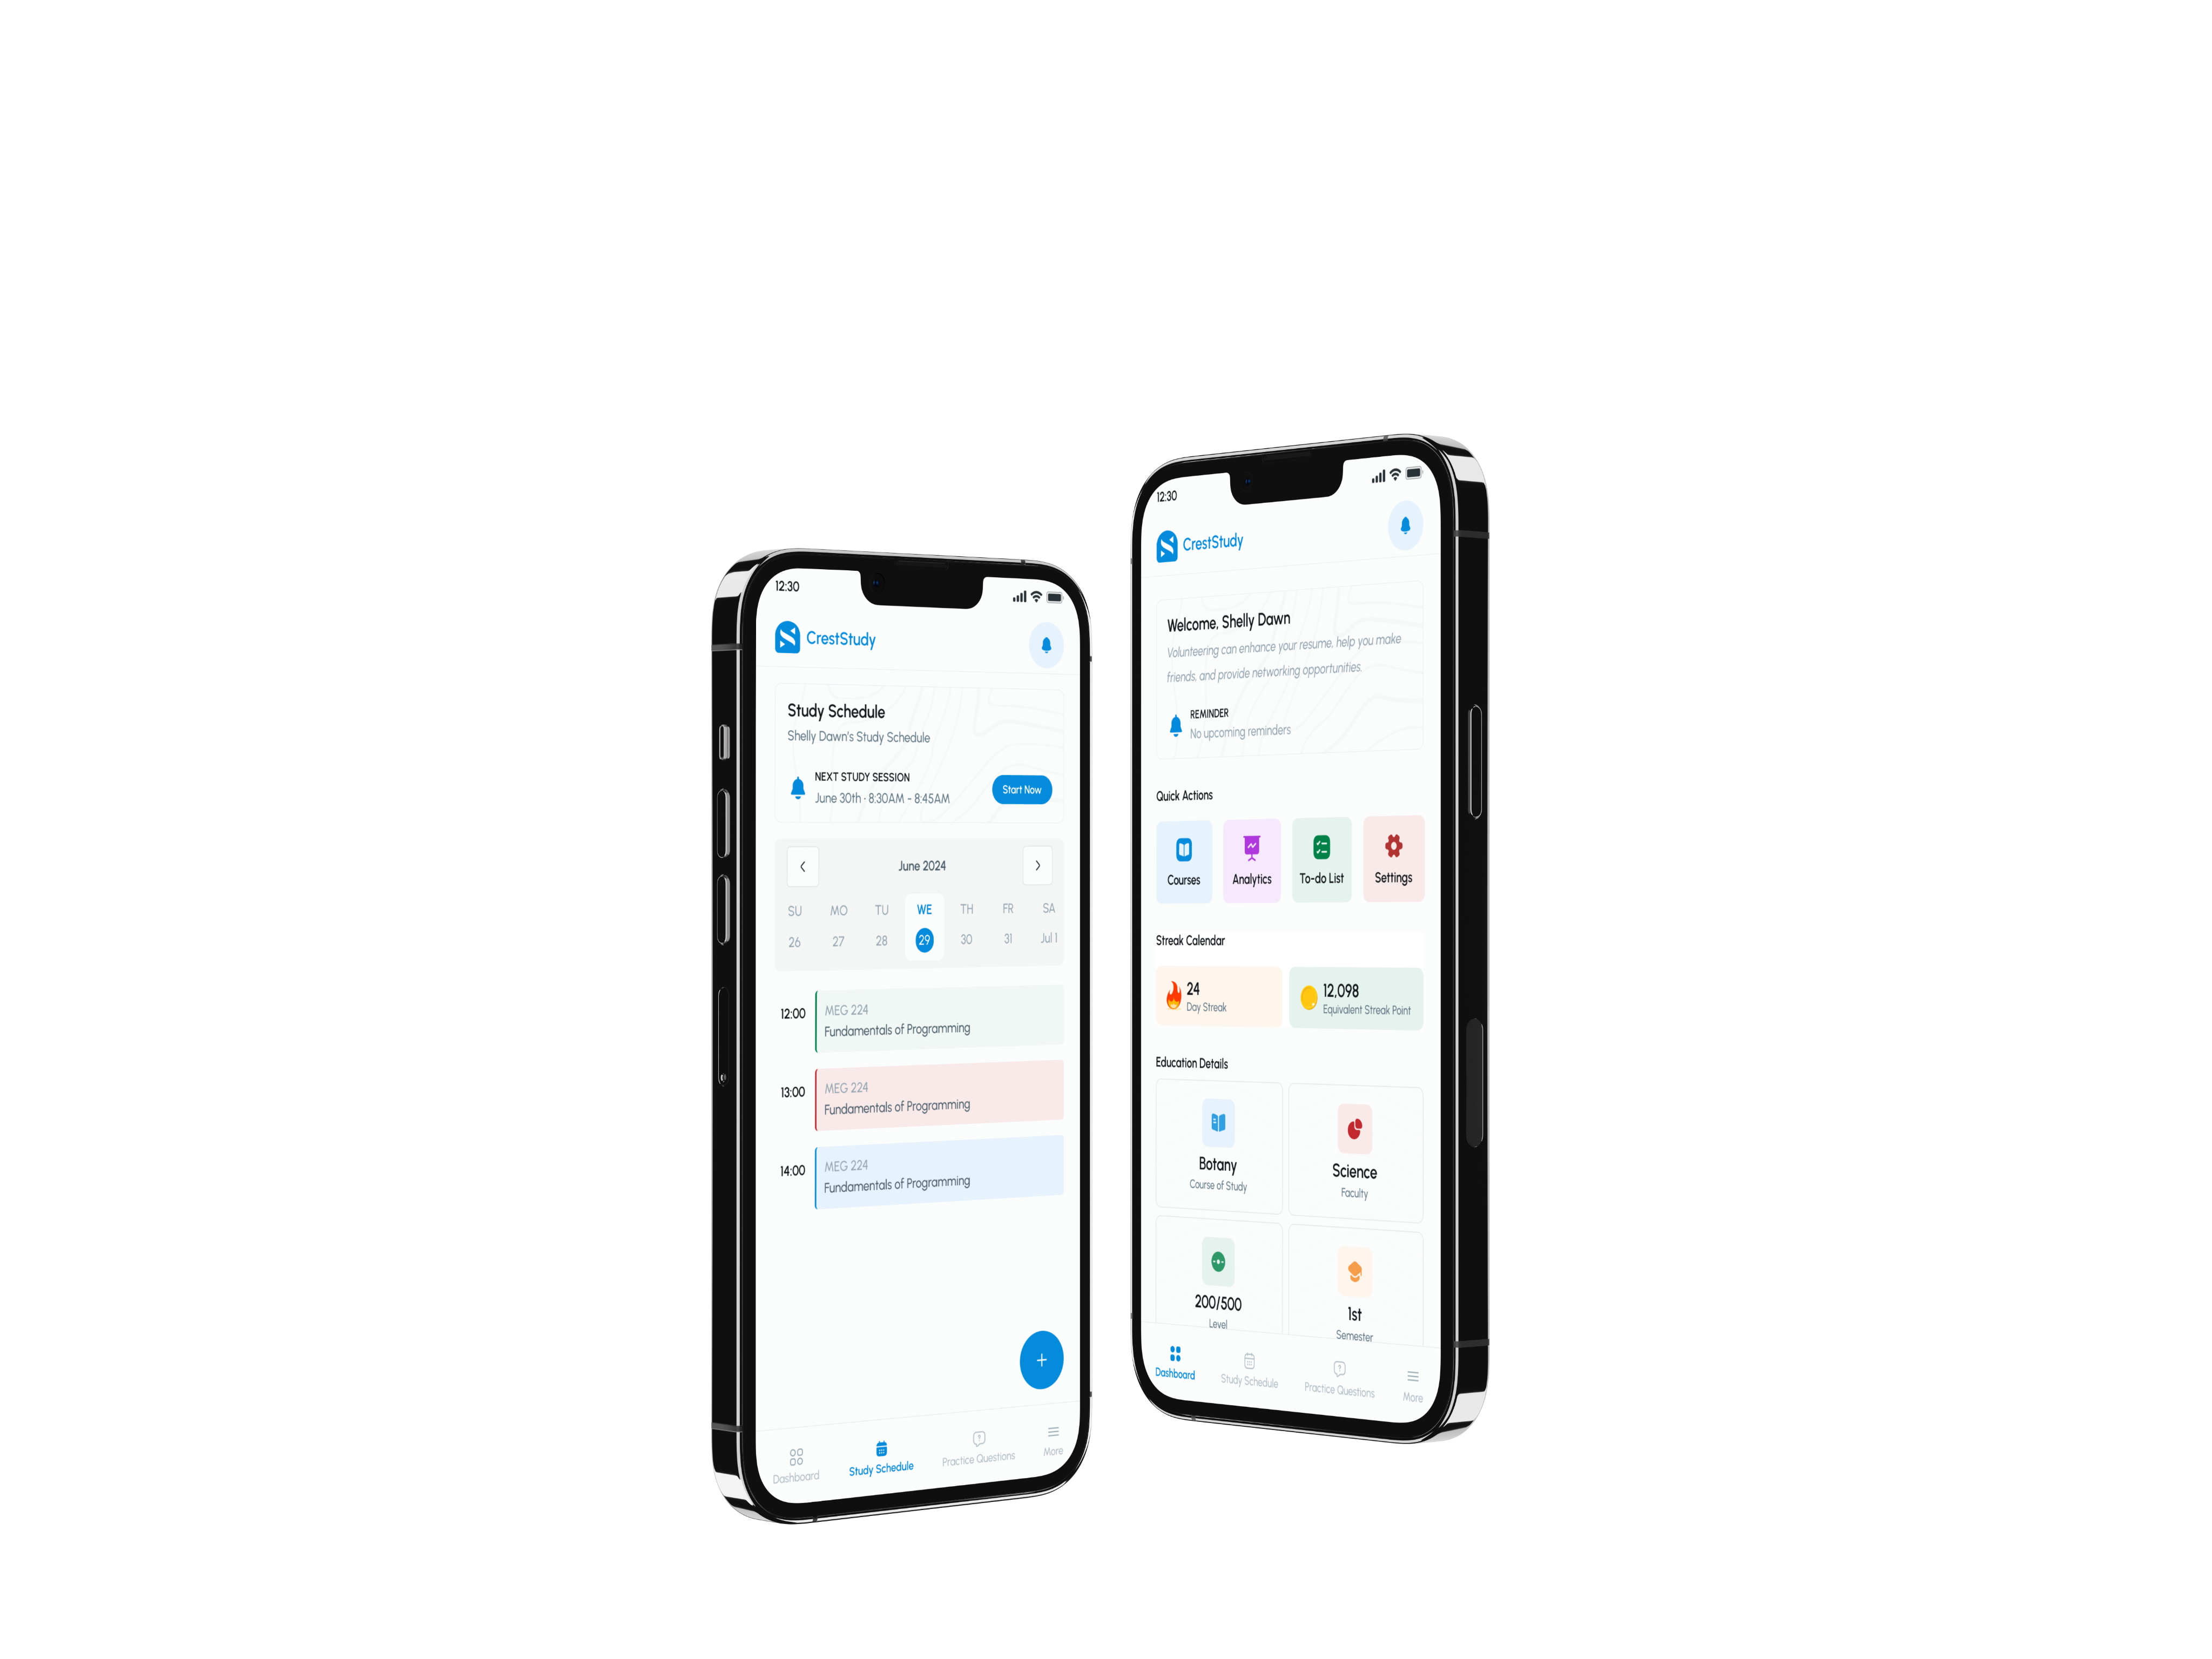 12:30
CrestStudy
Study Schedule
Shelly Dawn's Study Schedule
NEXT STUDY SESSION
June 30th · 8:30AM - 8:45AM
Start Now
June 2024
SU MO TU WE TH FR SA
26 27 28 29 30 31 Jul 1
12:00
MEG 224
Fundamentals of Programming
13:00
MEG 224
Fundamentals of Programming
14:00
MEG 224
Fundamentals of Programming
Dashboard
Study Schedule
Practice Questions
More
12:30
CrestStudy
Welcome, Shelly Dawn
Volunteering can enhance your resume, help you make
friends, and provide networking opportunities.
REMINDER
No upcoming reminders
Quick Actions
Courses
Analytics
To-do List
Settings
Streak Calendar
24
Day Streak
12,098
Equivalent Streak Point
Education Details
Botany
Course of Study
Science
Faculty
200/500
Level
1st
Semester
Dashboard
Study Schedule
Practice Questions
More